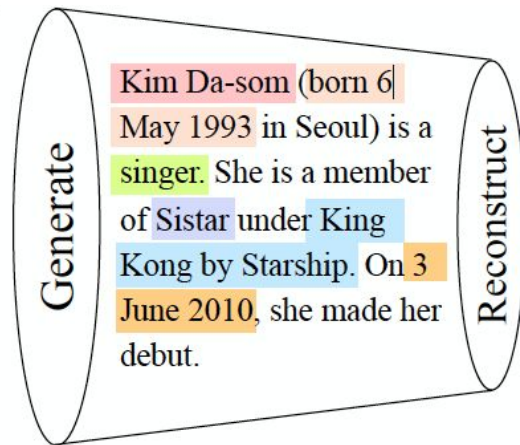 Generate
Kim Da-som (born 6
May 1993 in Seoul) is a
singer. She is a member
of Sistar under King
Kong by Starship. On 3
June 2010, she made her
debut.
Reconstruct